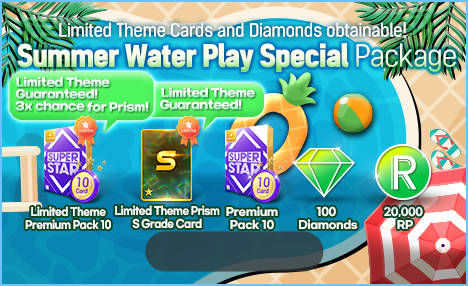 Limited Theme Cards and Diamonds obtainable!
Summer Water Play Special Package
Limited Theme
Guaranteed!
3x chance for Prism!
Limited Theme
Guaranteed!
LIMITED
LIMITED
SUPER
STAR
10
Card
S
SUPER
STAR
10
Card
R
Limited Theme
Premium Pack 10
Limited Theme Prism
S Grade Card
Premium
Pack 10
100
Diamonds
20,000
RP